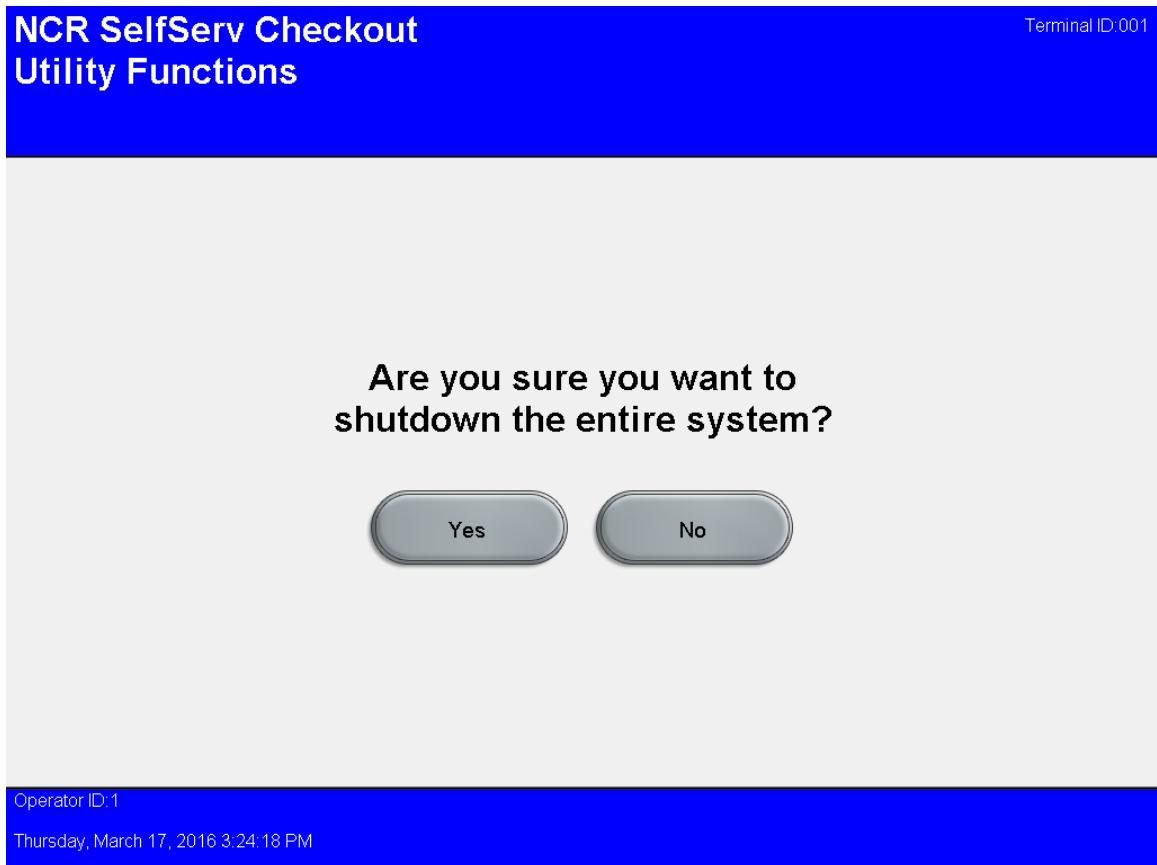 NCR SelfServ Checkout
Utility Functions
Terminal ID:001
Are you sure you want to
shutdown the entire system?
Yes
No
Operator ID:1
Thursday, March 17, 2016 3:24:18 PM